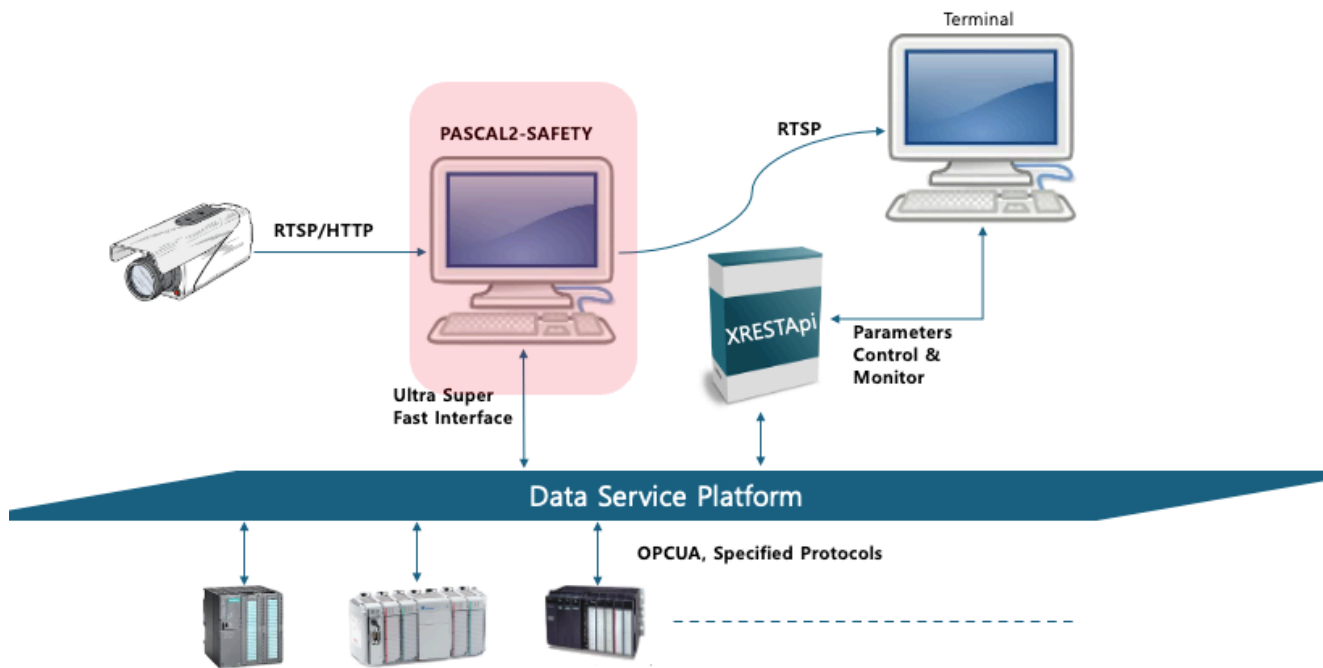 Terminal
PASCAL2-SAFETY
RTSP
RTSP/HTTP
XRESTApi
Parameters
Control &
Monitor
Ultra Super
Fast Interface
Data Service Platform
OPCUA, Specified Protocols